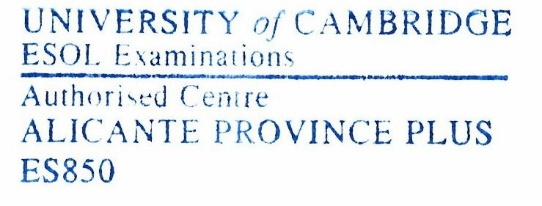 UNIVERSITY of CAMBRIDGE
ESOL Examinations
Authorised Centre
ALICANTE PROVINCE PLUS
ES850